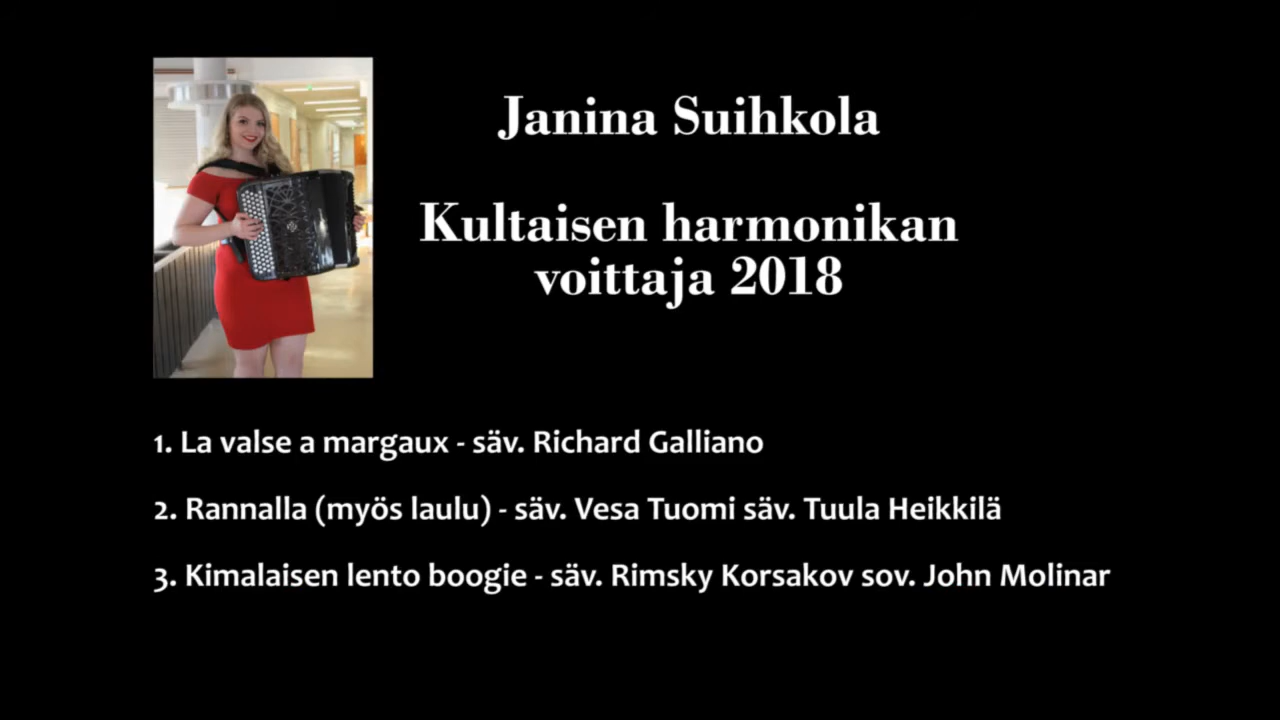 Janina Suihkola
Kultaisen harmonikan
voittaja 2018
1. La valse a margaux - säv. Richard Galliano
2. Rannalla (myös laulu) - säv. Vesa Tuomi säv. Tuula Heikkilä
3. Kimalaisen lento boogie - säv. Rimsky Korsakov sov. John Molinar